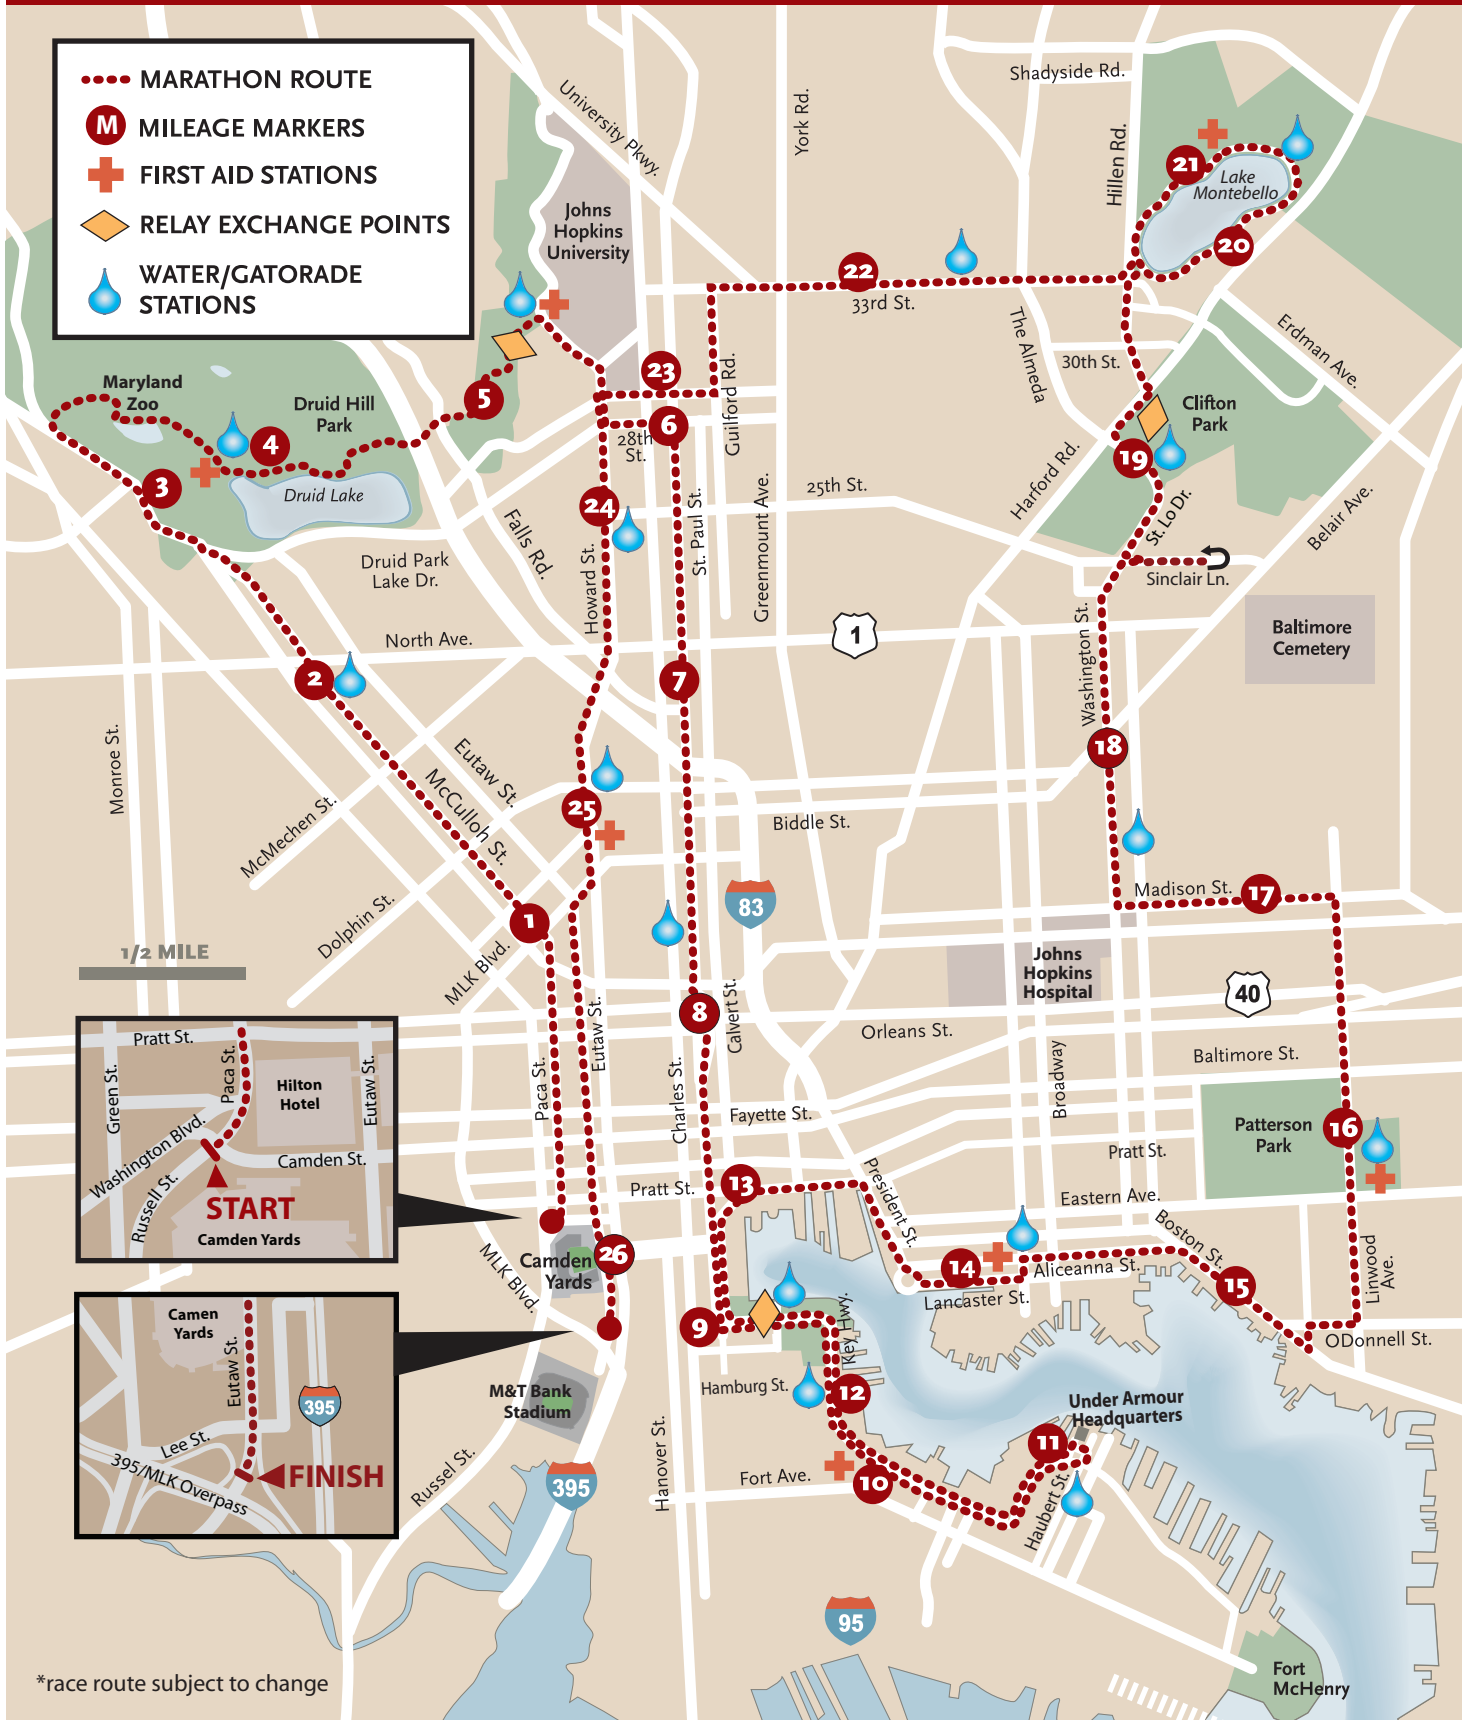 MARATHON ROUTE
M
MILEAGE MARKERS
FIRST AID STATIONS
RELAY EXCHANGE POINTS
WATER/GATORADE
STATIONS
University Pkwy.
York Rd.
Shadyside Rd.
Hillen Rd.
21
Lake
Montebello
20
Johns
Hopkins
University
22
33rd St.
The Almeda
30th St.
Erdman Ave.
Maryland
Zoo
Druid Hill
Park
5
4
3
Druid Lake
23
6
28th
St.
Guilford Rd.
Clifton
Park
19
Harford Rd.
St. Lo Dr.
Belair Ave.
25th St.
24
Falls Rd.
Howard St.
St. Paul St.
Greenmount Ave.
Druid Park
Lake Dr.
Sinclair Ln.
North Ave.
1
Washington St.
Baltimore
Cemetery
2
7
18
Monroe St.
Eutaw St.
McCulloh St.
McMechen St.
Dolphin St.
25
Biddle St.
83
Madison St.
17
1
MLK Blvd.
1/2 MILE
Johns
Hopkins
Hospital
40
8
Calvert St.
Orleans St.
Eutaw St.
Paca St.
Charles St.
Baltimore St.
Broadway
Fayette St.
Patterson
Park
16
Pratt St.
Pratt St.
Green St.
Paca St.
Hilton
Hotel
Eutaw St.
Washington Blvd.
Russell St.
Camden St.
START
Camden Yards
Pratt St.
13
President St.
Eastern Ave.
Boston St.
Camden
Yards
26
MLK Blvd.
14
Aliceanna St.
Lancaster St.
15
Linwood
Ave.
ODonnell St.
9
Key Hwy.
Camen
Yards
Eutaw St.
395
Lee St.
395/MLK Overpass
FINISH
M&T Bank
Stadium
Hamburg St.
12
Under Armour
Headquarters
11
Hanover St.
Russel St.
395
Fort Ave.
10
Haubert St.
95
Fort
McHenry
*race route subject to change